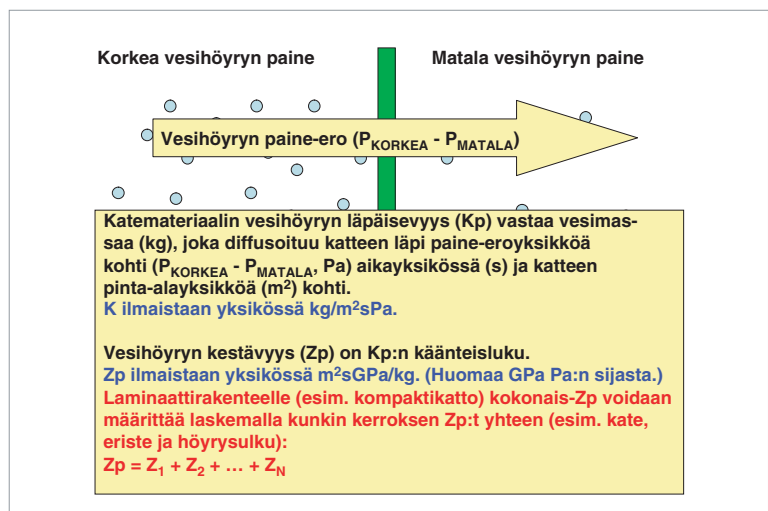 Korkea vesihöyryn paine
Matala vesihöyryn paine
Vesihöyryn paine-ero (PKORKEA - PMATALA)
Katemateriaalin vesihöyryn läpäisevyys (Kp) vastaa vesimas-
saa (kg), joka diffusoituu katteen läpi paine-eroyksikköä
kohti (PKORKEA - PMATALA, Pa) aikayksikössä (s) ja katteen
pinta-alayksikköä (m²) kohti.
K ilmaistaan yksikössä kg/m²sPa.
Vesihöyryn kestävyys (Zp) on Kp:n käänteisluku.
Zp ilmaistaan yksikössä m²sGPa/kg. (Huomaa GPa Pa:n sijasta.)
Laminaattirakenteelle (esim. kompaktikatto) kokonais-Zp voidaan
määrittää laskemalla kunkin kerroksen Zp:t yhteen (esim. kate,
eriste ja höyrysulku):
Zp = Z₁ + Z₂ + … + ZN